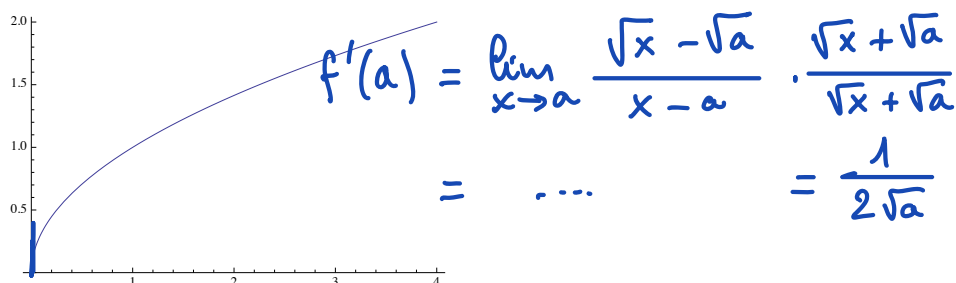 2.0
1.5
1.0
0.5
1 2 3 4
f'(a) = lim x→a (√x − √a)/(x − a) · (√x + √a)/(√x + √a)
= .... = 1/(2√a)